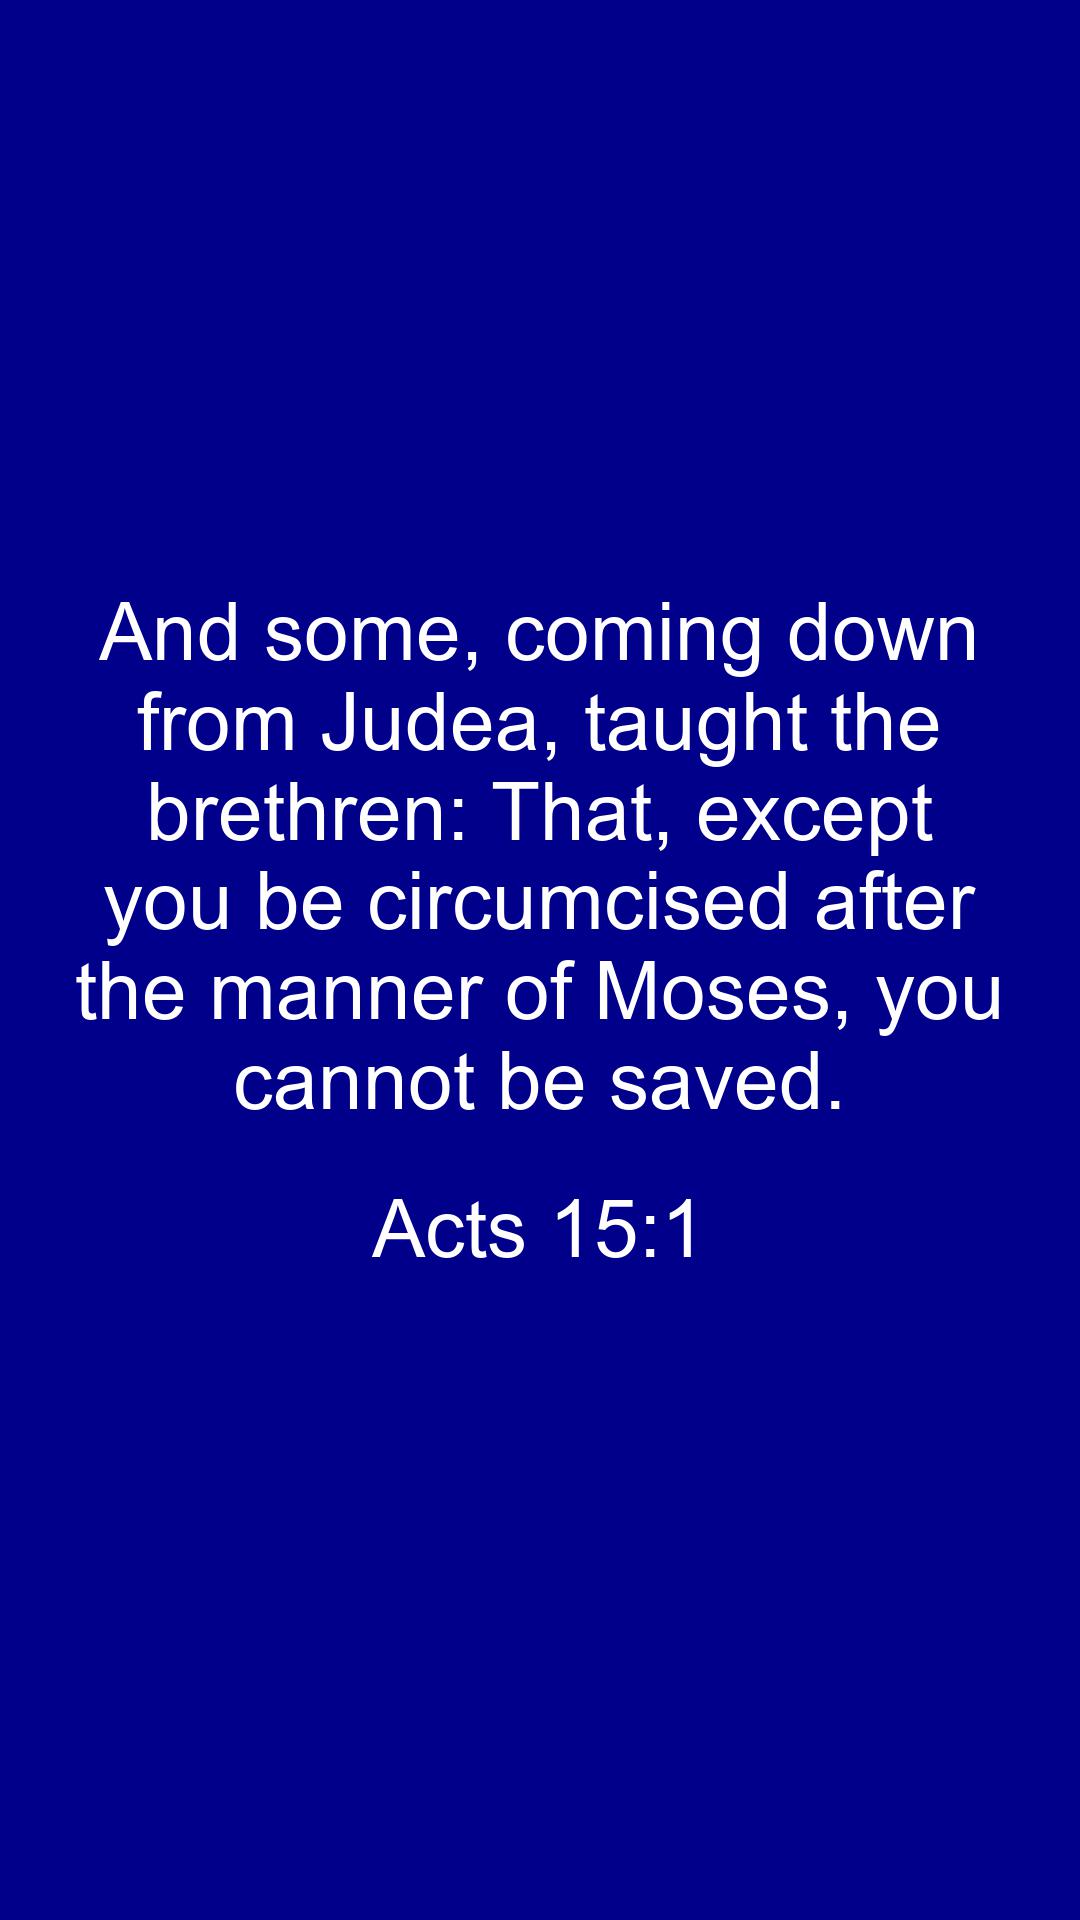 And some, coming down
from Judea, taught the
brethren: That, except
you be circumcised after
the manner of Moses, you
cannot be saved.
Acts 15:1